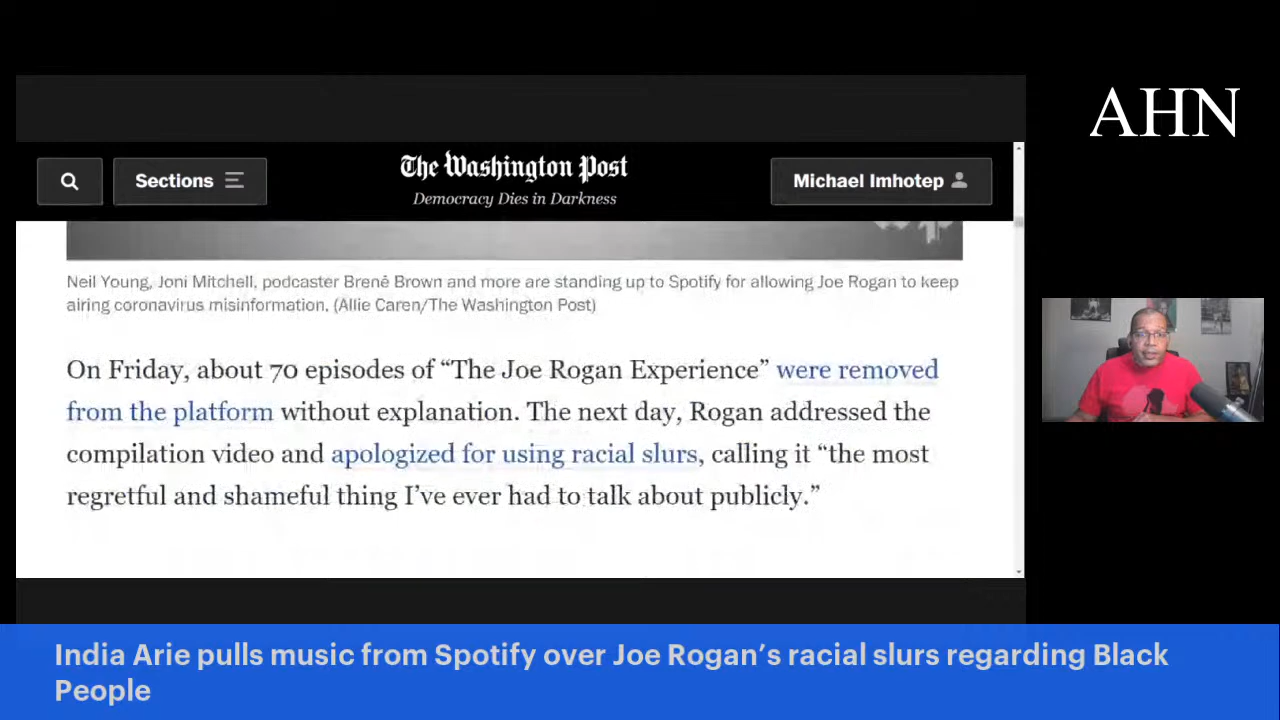 AHN
Sections
The Washington Post
Democracy Dies in Darkness
Michael Imhotep
Neil Young, Joni Mitchell, podcaster Brené Brown and more are standing up to Spotify for allowing Joe Rogan to keep
airing coronavirus misinformation. (Allie Caren/The Washington Post)
On Friday, about 70 episodes of “The Joe Rogan Experience” were removed
from the platform without explanation. The next day, Rogan addressed the
compilation video and apologized for using racial slurs, calling it “the most
regretful and shameful thing I’ve ever had to talk about publicly.”
India Arie pulls music from Spotify over Joe Rogan’s racial slurs regarding Black
People